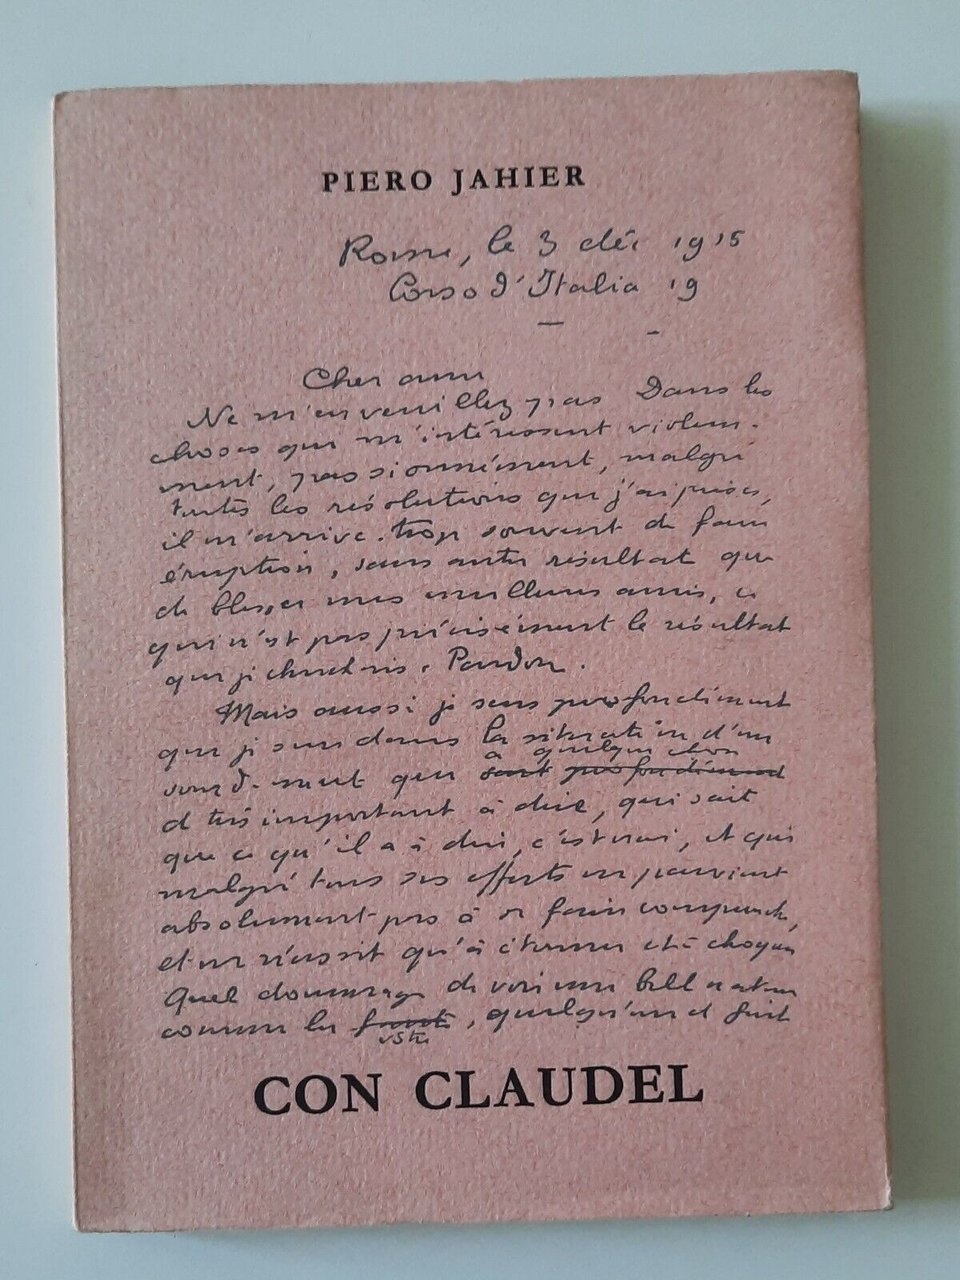 PIERO JAHIER
Rome, le 3 déc 1915
Corso d'Italia 19
Cher ami
Ne m'en veuillez pas Dans les
choses qui m'intéressent violem-
ment, passionnément, malgré
toutes les résolutions que j'ai prises,
il m'arrive trop souvent de faire
éruption, sans autre résultat que
de blesser mes meilleurs amis, ce
qui n'est pas précisément le résultat
que je cherchais. Pardon.
Mais aussi je sens profondément
que je suis dans la situation d'un
a quelque chose
sourd-muet qui sent profondément
de très important à dire, qui sait
que ce qu'il a à dire, c'est vrai, et qui
malgré tous ses efforts ne parvient
absolument pas à se faire comprendre,
et ne réussit qu'à étonner et à choquer
Quel dommage de voir une belle nature
comme la, quelqu'un d
vôtre
CON CLAUDEL